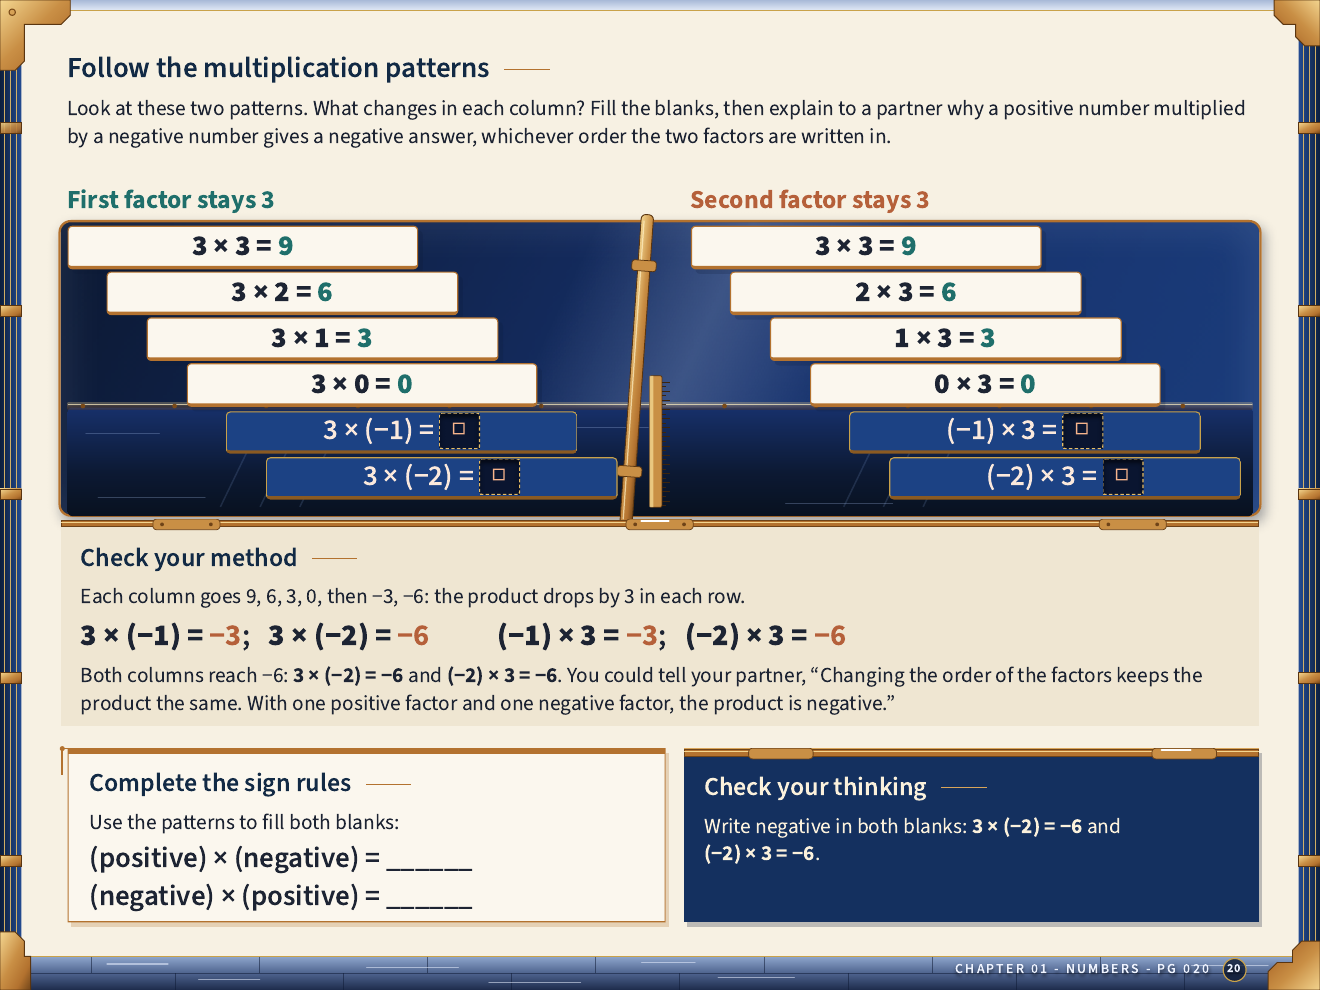 Follow the multiplication patterns
Look at these two patterns. What changes in each column? Fill the blanks, then explain to a partner why a positive number multiplied
by a negative number gives a negative answer, whichever order the two factors are written in.
First factor stays 3
3 × 3 = 9
3 × 2 = 6
3 × 1 = 3
3 × 0 = 0
3 × (−1) = □
3 × (−2) = □
Second factor stays 3
3 × 3 = 9
2 × 3 = 6
1 × 3 = 3
0 × 3 = 0
(−1) × 3 = □
(−2) × 3 = □
Check your method
Each column goes 9, 6, 3, 0, then −3, −6: the product drops by 3 in each row.
3 × (−1) = −3; 3 × (−2) = −6 (−1) × 3 = −3; (−2) × 3 = −6
Both columns reach −6: 3 × (−2) = −6 and (−2) × 3 = −6. You could tell your partner, “Changing the order of the factors keeps the
product the same. With one positive factor and one negative factor, the product is negative.”
Complete the sign rules
Use the patterns to fill both blanks:
(positive) × (negative) = ______
(negative) × (positive) = ______
Check your thinking
Write negative in both blanks: 3 × (−2) = −6 and
(−2) × 3 = −6.
CHAPTER 01 - NUMBERS - PG 020 20